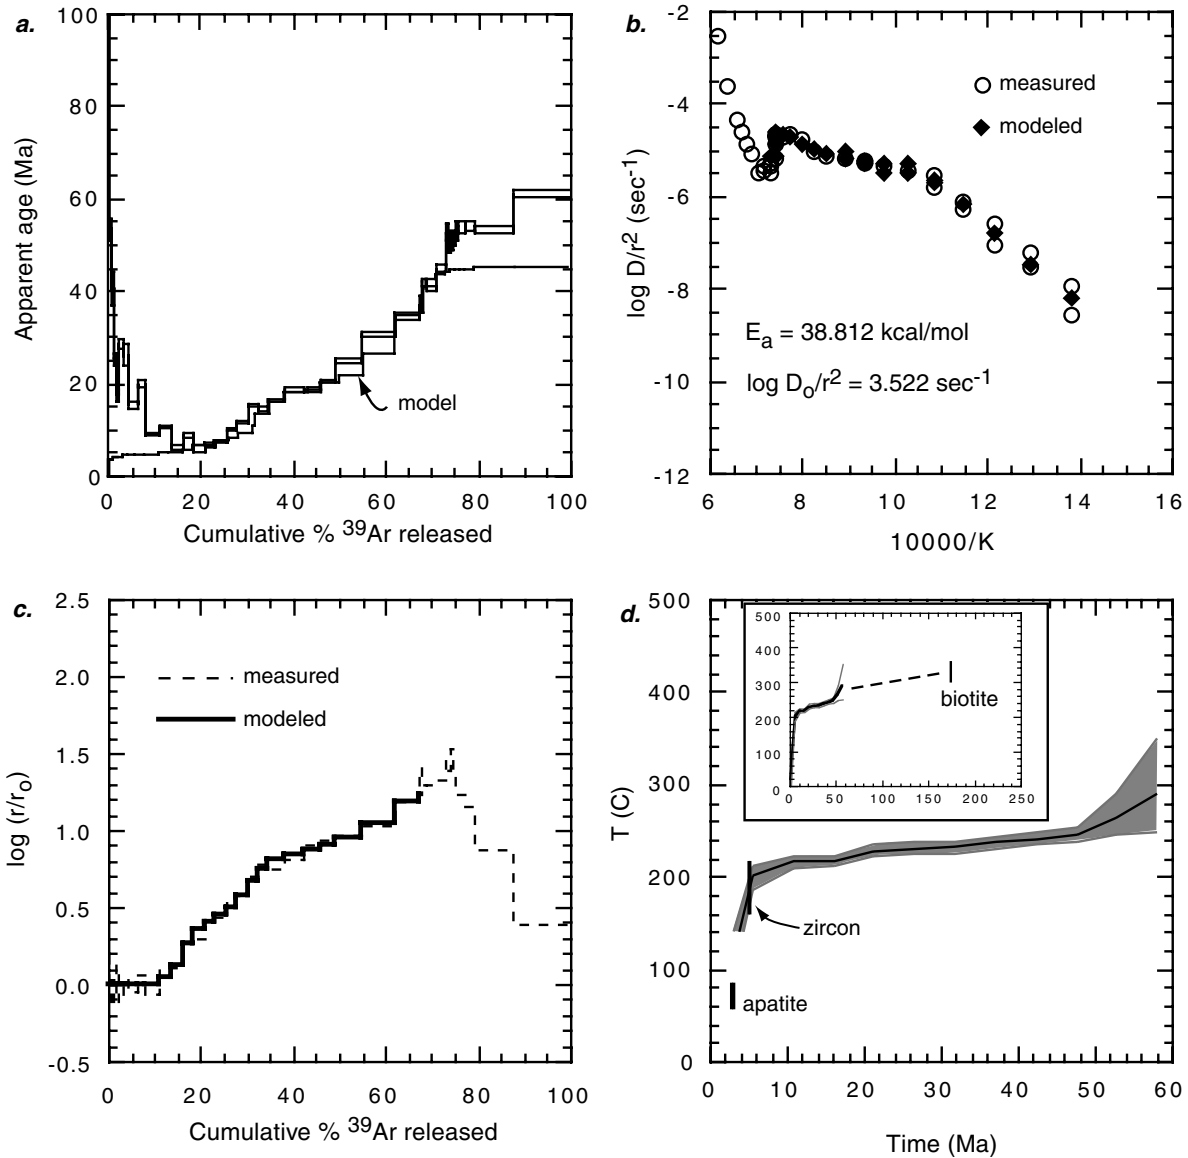 a.
100
80
60
40
20
0
Apparent age (Ma)
model
0 20 40 60 80 100
Cumulative % ³⁹Ar released
b.
-2
-4
-6
-8
-10
-12
log D/r² (sec⁻¹)
measured
modeled
Eₐ = 38.812 kcal/mol
log Dₒ/r² = 3.522 sec⁻¹
6 8 10 12 14 16
10000/K
c.
2.5
2.0
1.5
1.0
0.5
0.0
-0.5
log (r/rₒ)
measured
modeled
0 20 40 60 80 100
Cumulative % ³⁹Ar released
d.
500
400
300
200
100
0
T (C)
500
400
300
200
100
0
biotite
0 50 100 150 200 250
zircon
apatite
0 10 20 30 40 50 60
Time (Ma)